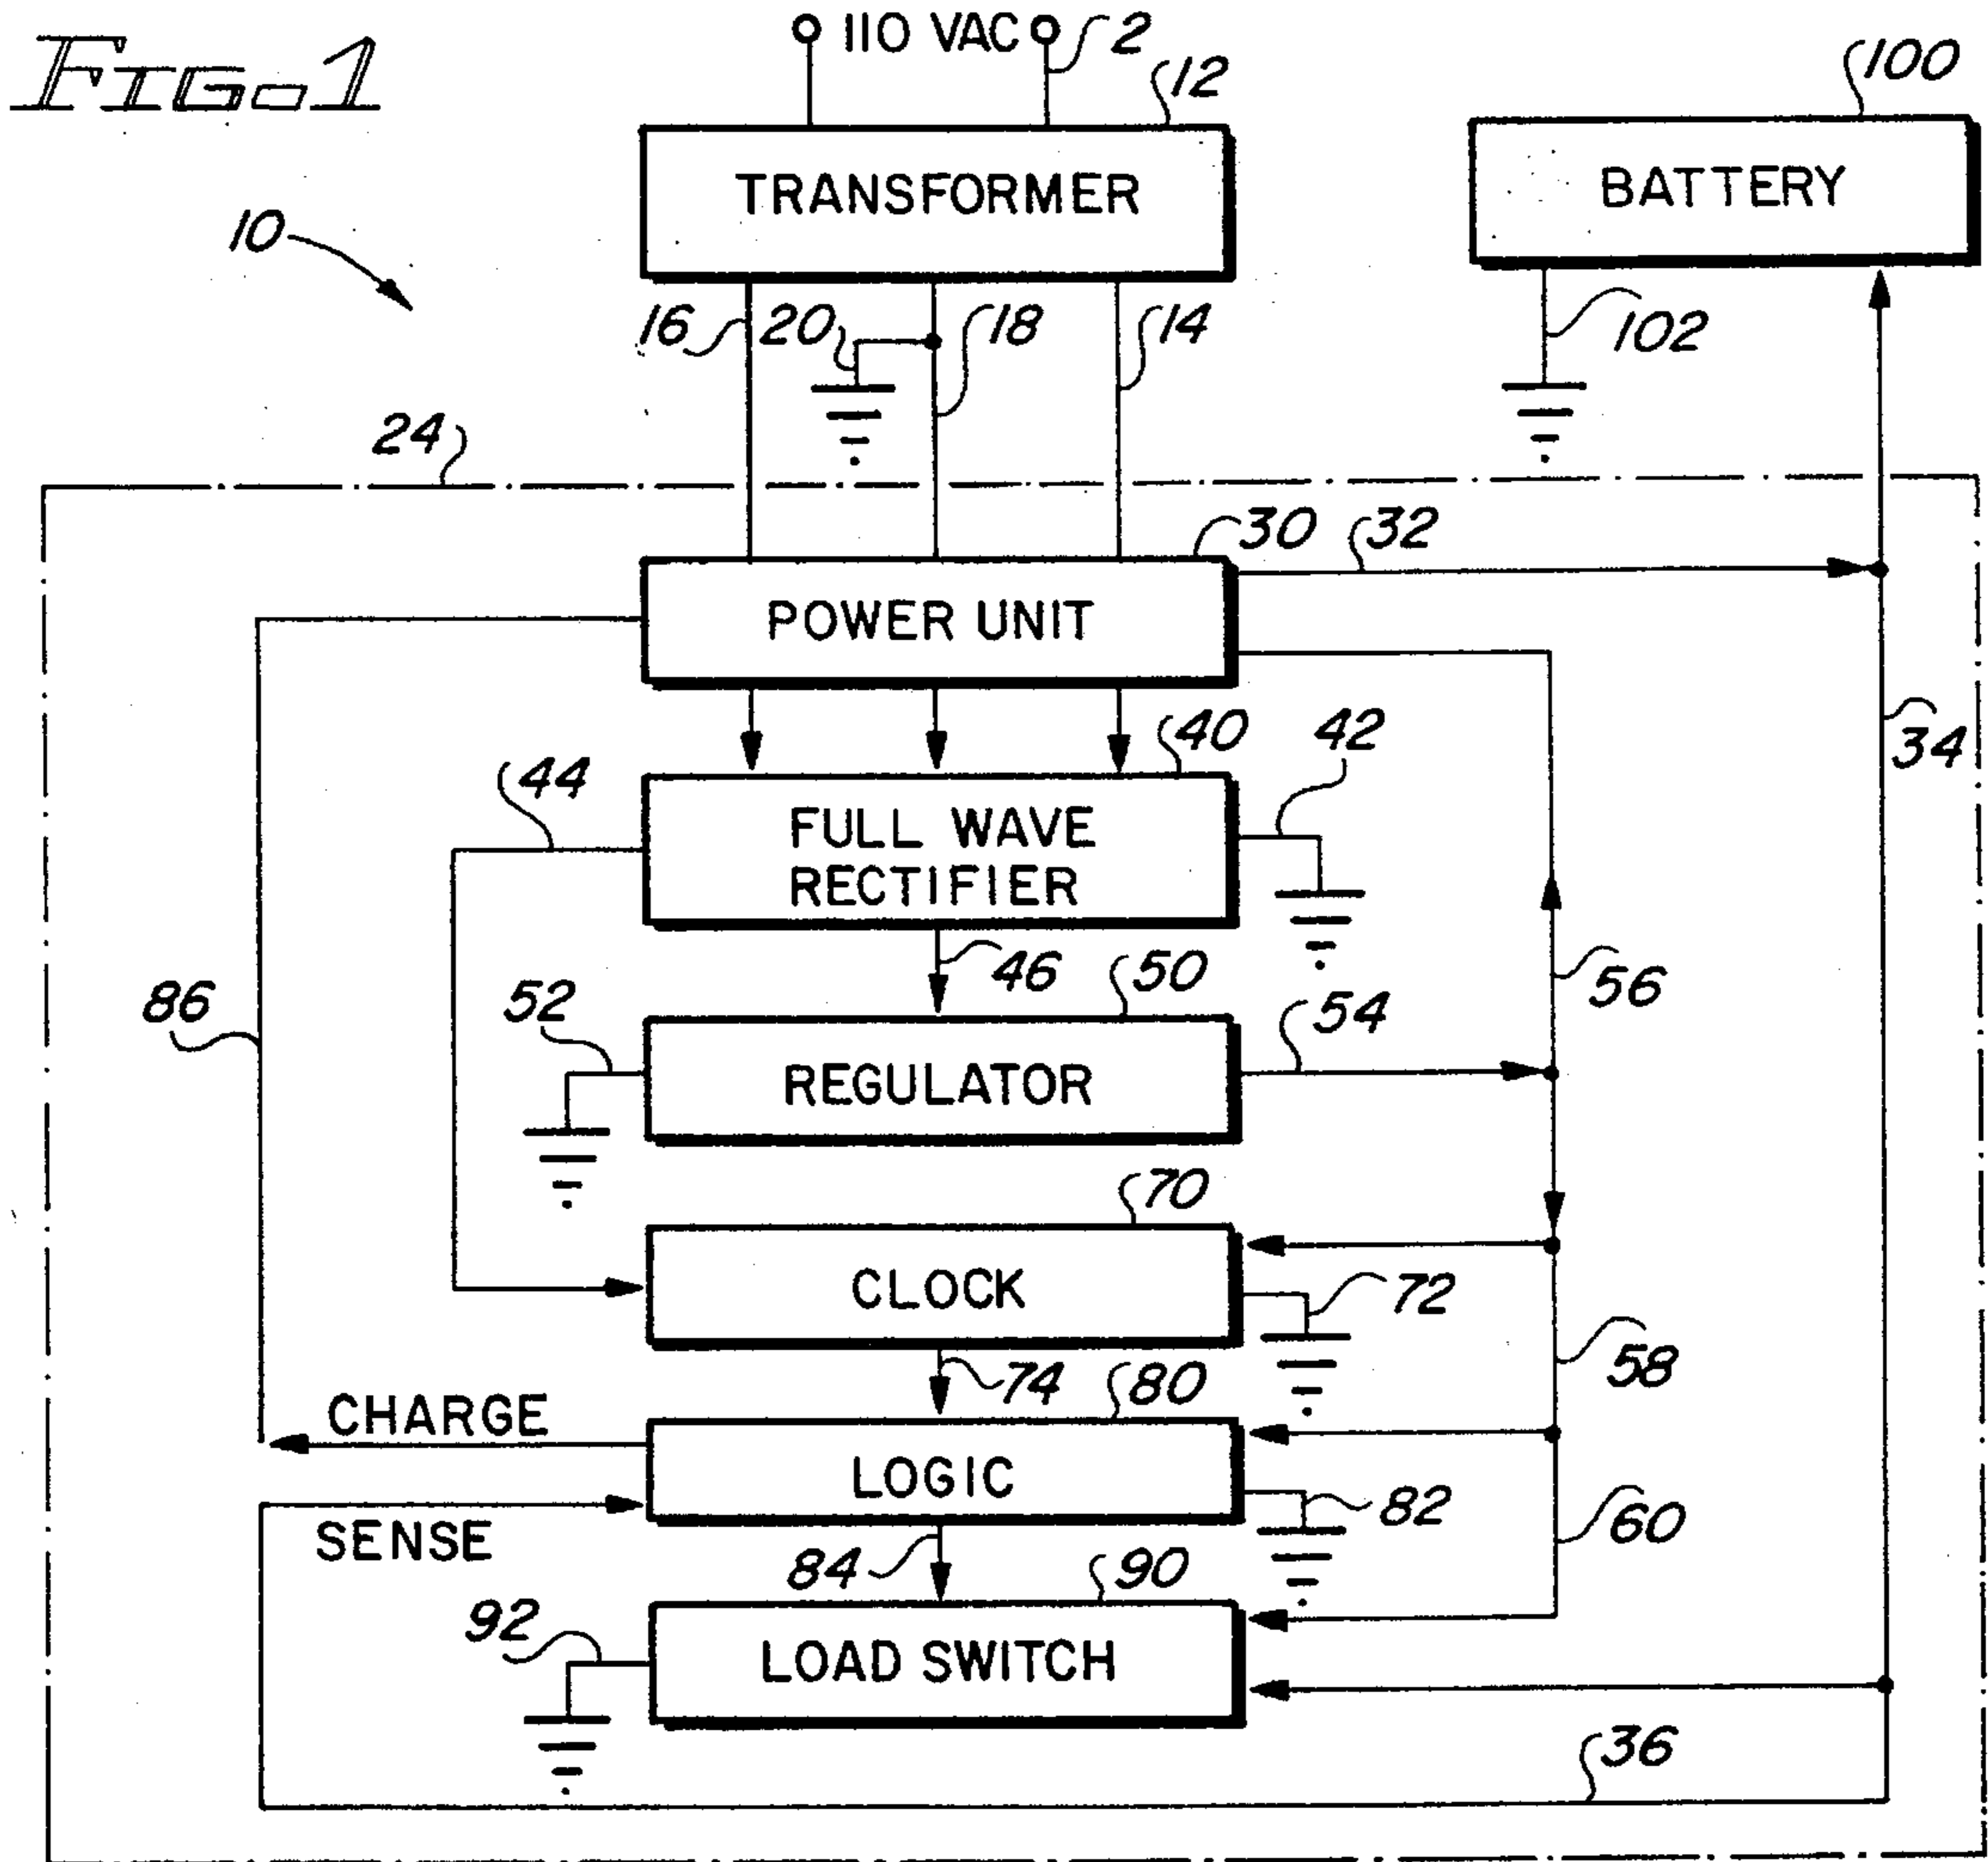 FIG. 1
110 VAC 2
12
100
TRANSFORMER
BATTERY
10
16 20 18 14
102
24
30 32
POWER UNIT
34
40 42
44
FULL WAVE
RECTIFIER
46 50
56
86
52
54
REGULATOR
70
CLOCK
72
74 80
58
CHARGE
LOGIC
82
60
SENSE
84 90
92
LOAD SWITCH
36